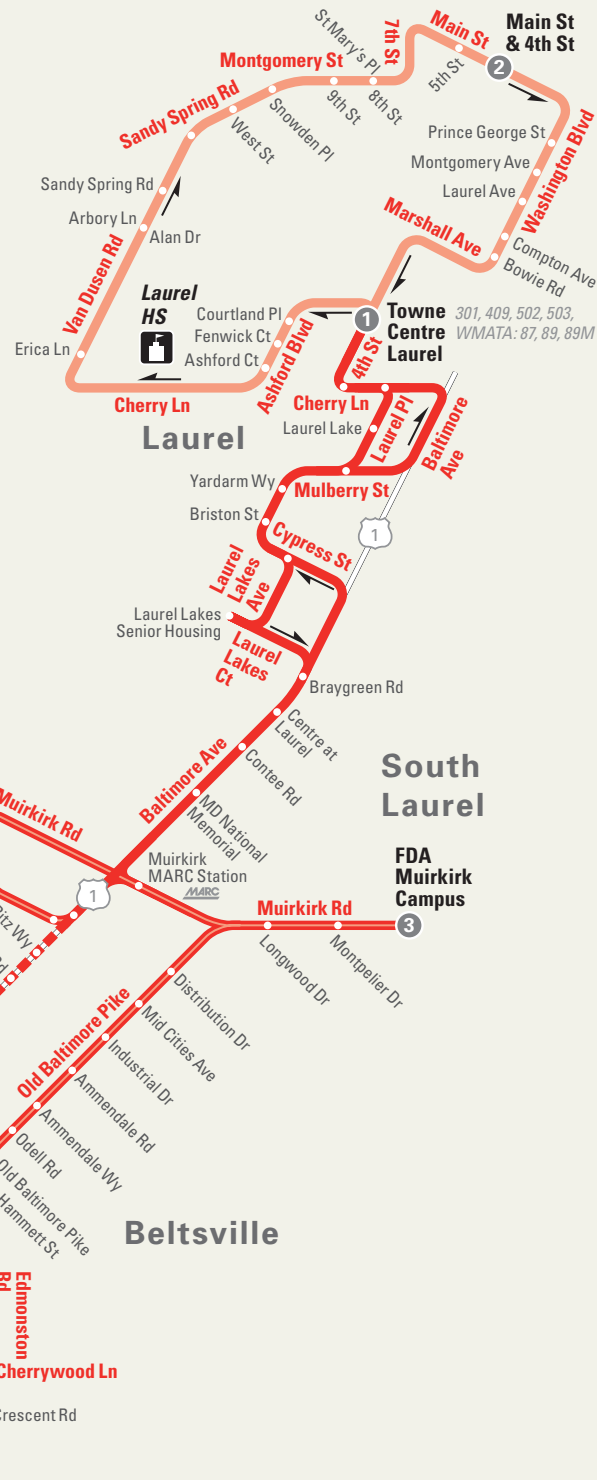 Main St
& 4th St
Main St
7th St
St Mary's Pl
5th St
2
Montgomery St
8th St
9th St
Sandy Spring Rd
Snowden Pl
West St
Prince George St
Montgomery Ave
Laurel Ave
Washington Blvd
Sandy Spring Rd
Arbory Ln
Alan Dr
Marshall Ave
Compton Ave
Bowie Rd
Van Dusen Rd
Laurel
HS
Courtland Pl
Fenwick Ct
Ashford Ct
Ashford Blvd
1
Towne
Centre
Laurel
301, 409, 502, 503,
WMATA: 87, 89, 89M
Erica Ln
4th St
Cherry Ln
Cherry Ln
Laurel
Laurel Lake
Laurel Pl
Baltimore
Ave
Yardarm Wy
Mulberry St
Briston St
Cypress St
1
Laurel
Lakes
Ave
Laurel Lakes
Senior Housing
Laurel
Lakes
Ct
Braygreen Rd
Centre at
Laurel
Baltimore Ave
Contee Rd
South
Laurel
MD National
Memorial
Muirkirk Rd
Muirkirk
MARC Station
MARC
1
FDA
Muirkirk
Campus
Muirkirk Rd
3
itz Wy
Longwood Dr
Montpelier Dr
Distribution Dr
Old Baltimore Pike
Mid Cities Ave
Industrial Dr
Ammendale Rd
Ammendale Wy
Odell Rd
Old Baltimore Pike
Hammett St
Beltsville
Edmonston
Rd
Cherrywood Ln
Crescent Rd